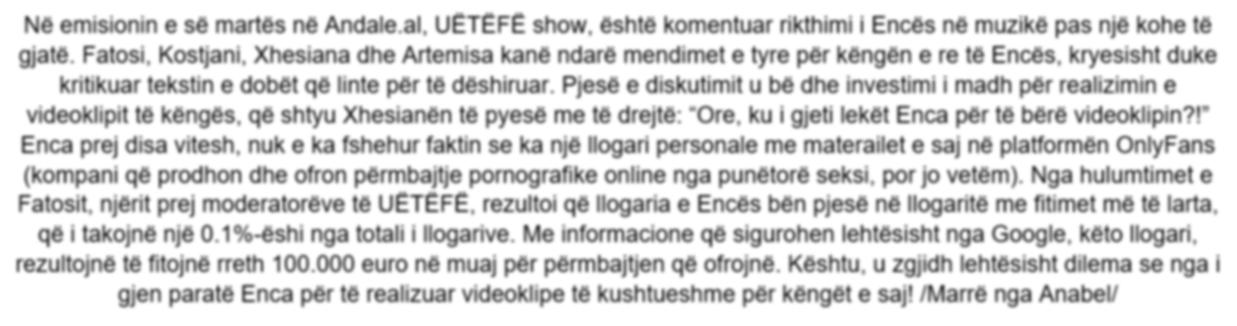 Në emisionin e së martës në Andale.al, UËTËFË show, është komentuar rikthimi i Encës në muzikë pas një kohe të
gjatë. Fatosi, Kostjani, Xhesiana dhe Artemisa kanë ndarë mendimet e tyre për këngën e re të Encës, kryesisht duke
kritikuar tekstin e dobët që linte për të dëshiruar. Pjesë e diskutimit u bë dhe investimi i madh për realizimin e
videoklipit të këngës, që shtyu Xhesianën të pyesë me të drejtë: “Ore, ku i gjeti lekët Enca për të bërë videoklipin?!”
Enca prej disa vitesh, nuk e ka fshehur faktin se ka një llogari personale me materailet e saj në platformën OnlyFans
(kompani që prodhon dhe ofron përmbajtje pornografike online nga punëtorë seksi, por jo vetëm). Nga hulumtimet e
Fatosit, njërit prej moderatorëve të UËTËFË, rezultoi që llogaria e Encës bën pjesë në llogaritë me fitimet më të larta,
që i takojnë një 0.1%-ëshi nga totali i llogarive. Me informacione që sigurohen lehtësisht nga Google, këto llogari,
rezultojnë të fitojnë rreth 100.000 euro në muaj për përmbajtjen që ofrojnë. Kështu, u zgjidh lehtësisht dilema se nga i
gjen paratë Enca për të realizuar videoklipe të kushtueshme për këngët e saj! /Marrë nga Anabel/